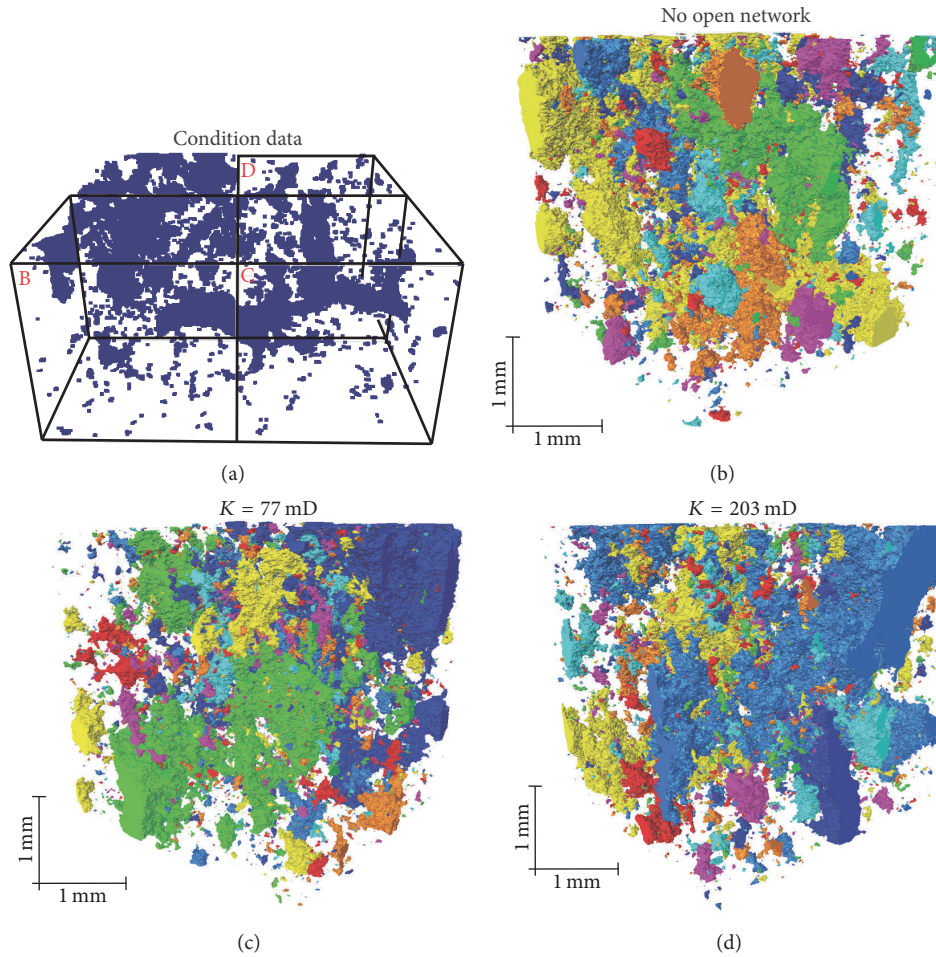 Condition data
D
B
C
(a)
No open network
1 mm
1 mm
(b)
K = 77 mD
1 mm
1 mm
(c)
K = 203 mD
1 mm
1 mm
(d)